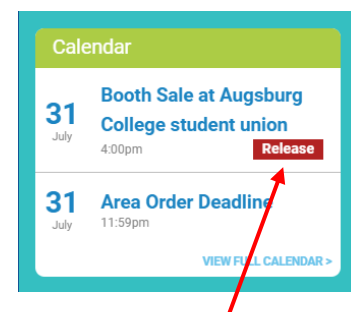 Calendar
31
July
Booth Sale at Augsburg
College student union
4:00pm
Release
31
July
Area Order Deadline
11:59pm
VIEW FULL CALENDAR >